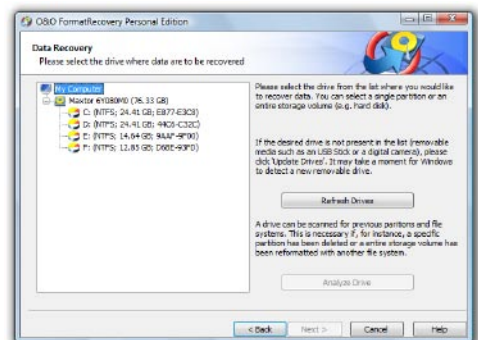 O&O FormatRecovery Personal Edition
Data Recovery
Please select the drive where data are to be recovered
My Computer
Maxtor 6Y080M0 (76.33 GB)
C: (NTFS; 24.41 GB; E877-E3C8)
D: (NTFS; 24.41 GB; 44C6-C32C)
E: (NTFS; 14.64 GB; 9AAF-9F00)
F: (NTFS; 12.85 GB; D68E-93FD)
Please select the drive from the list where you would like
to recover data. You can select a single partition or an
entire storage volume (e.g. hard disk).
If the desired drive is not present in the list (removable
media such as an USB Stick or a digital camera), please
click 'Update Drives'. It may take a moment for Windows
to detect a new removable drive.
Refresh Drives
A drive can be scanned for previous partitions and file
systems. This is necessary if, for instance, a specific
partition has been deleted or a entire storage volume has
been reformatted with another file system.
Analyze Drive
< Back
Next >
Cancel
Help